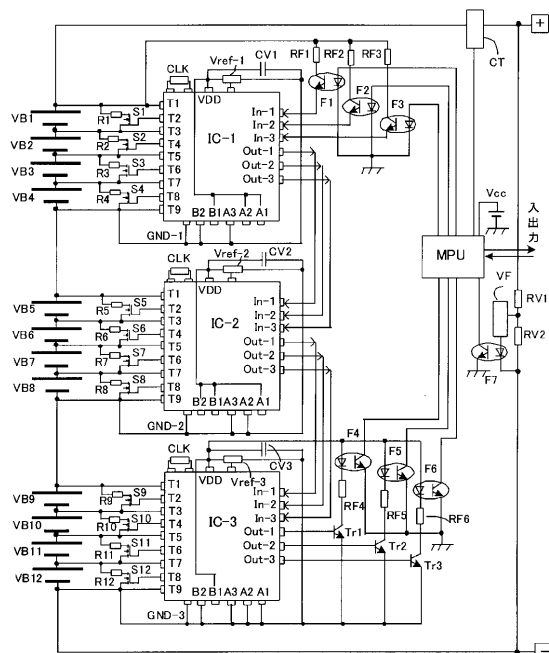 RF1 RF2 RF3
+
CT
CLK Vref-1 CV1
VDD
F1 F2 F3
VB1 VB2 VB3 VB4
R1 S1
R2 S2
R3 S3
R4 S4
T1
T2
T3
T4
T5
T6
T7
T8
T9
IC-1
In-1
In-2
In-3
Out-1
Out-2
Out-3
B2 B1 A3 A2 A1
GND-1
Vcc
入出力
MPU
VF
RV1
RV2
F7
CLK Vref-2 CV2
VDD
VB5 VB6 VB7 VB8
R5 S5
R6 S6
R7 S7
R8 S8
T1
T2
T3
T4
T5
T6
T7
T8
T9
IC-2
In-1
In-2
In-3
Out-1
Out-2
Out-3
B2 B1 A3 A2 A1
GND-2
CLK Vref-3 CV3
VDD
F4 F5 F6
RF4 RF5 RF6
VB9 VB10 VB11 VB12
R9 S9
R10 S10
R11 S11
R12 S12
T1
T2
T3
T4
T5
T6
T7
T8
T9
IC-3
In-1
In-2
In-3
Out-1
Out-2
Out-3
Tr1 Tr2 Tr3
B2 B1 A3 A2 A1
GND-3
−